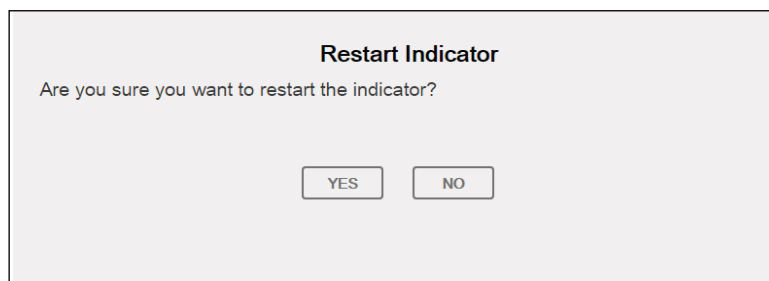 Restart Indicator
Are you sure you want to restart the indicator?
YES NO